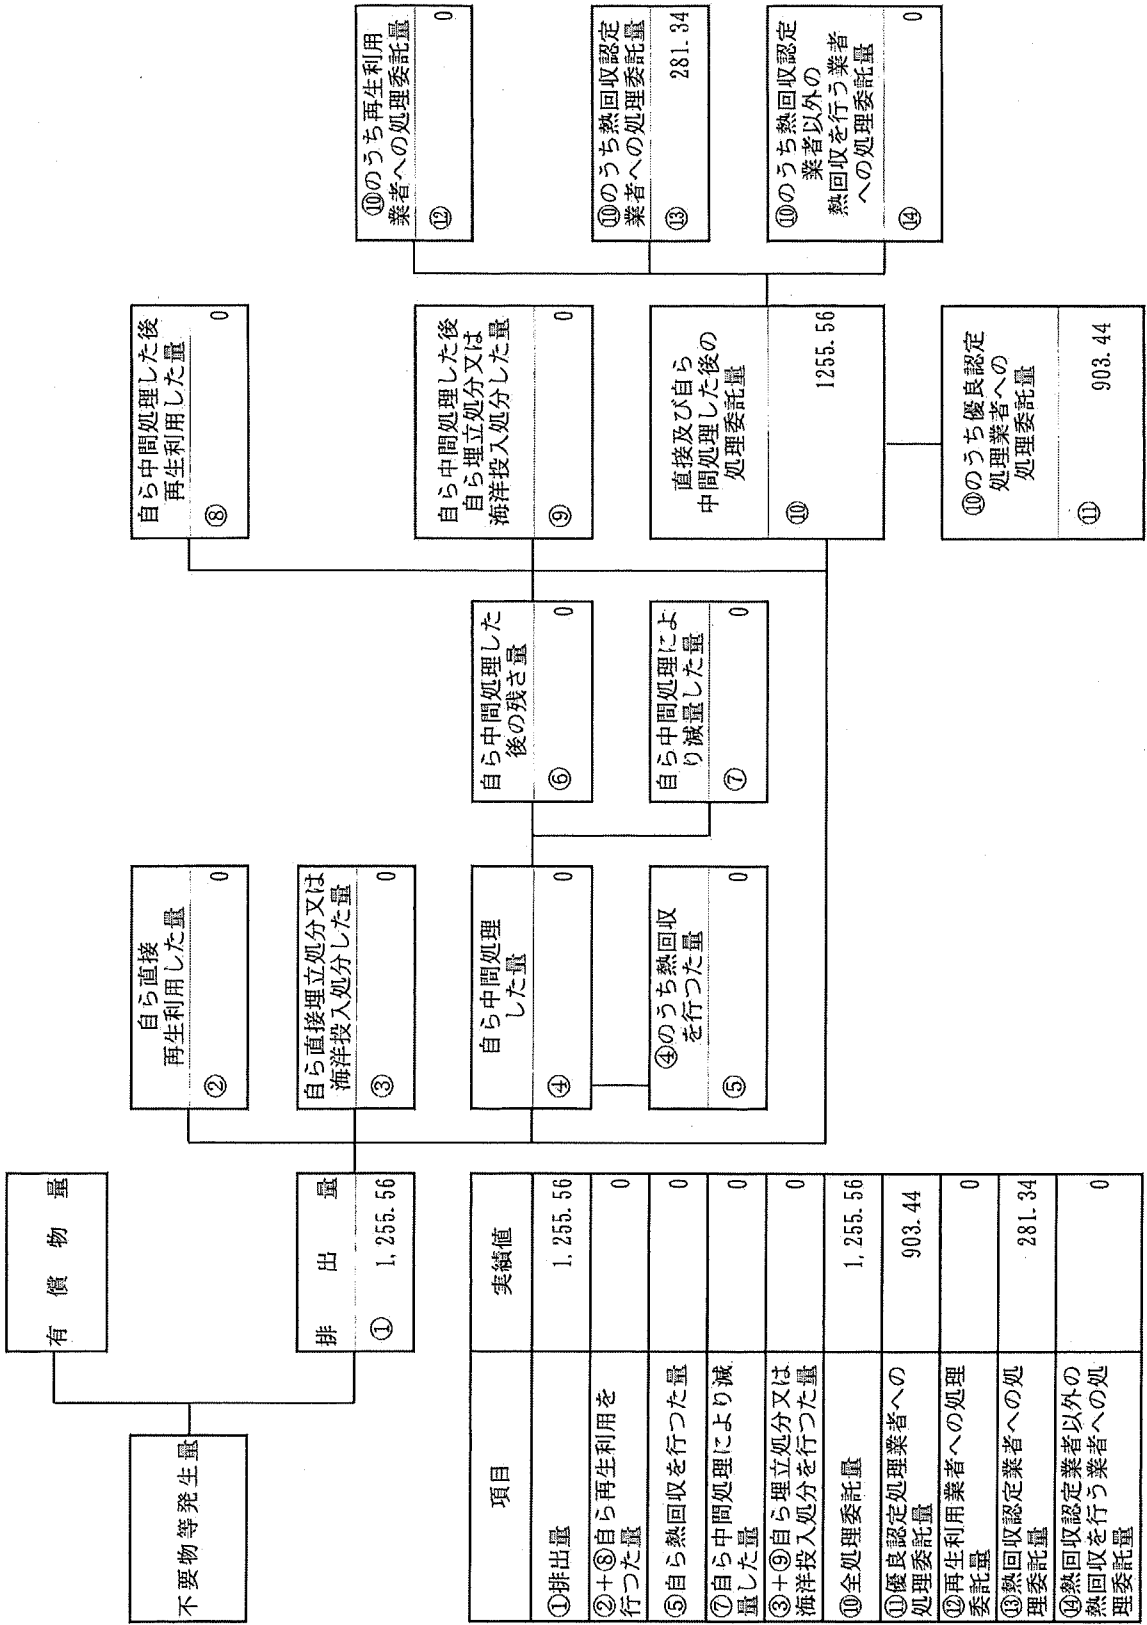 不要物等発生量
有償物量
排出量
① 1,255.56
自ら直接
再生利用した量
② 0
自ら直接埋立処分又は
海洋投入処分した量
③ 0
自ら中間処理
した量
④ 0
④のうち熱回収
を行つた量
⑤ 0
自ら中間処理した
後の残さ量
⑥ 0
自ら中間処理によ
り減量した量
⑦ 0
自ら中間処理した後
再生利用した量
⑧ 0
自ら中間処理した後
自ら埋立処分又は
海洋投入処分した量
⑨ 0
直接及び自ら
中間処理した後の
処理委託量
⑩ 1255.56
⑩のうち優良認定
処理業者への
処理委託量
⑪ 903.44
⑩のうち再生利用
業者への処理委託量
⑫ 0
⑩のうち熱回収認定
業者への処理委託量
⑬ 281.34
⑩のうち熱回収認定
業者以外の
熱回収を行う業者
への処理委託量
⑭ 0
項目 実績値
①排出量 1,255.56
②+⑧自ら再生利用を
行つた量 0
⑤自ら熱回収を行つた量 0
⑦自ら中間処理により減
量した量 0
③+⑨自ら埋立処分又は
海洋投入処分を行つた量 0
⑩全処理委託量 1,255.56
⑪優良認定処理業者への
処理委託量 903.44
⑫再生利用業者への処理
委託量 0
⑬熱回収認定業者への処
理委託量 281.34
⑭熱回収認定業者以外の
熱回収を行う業者への処
理委託量 0